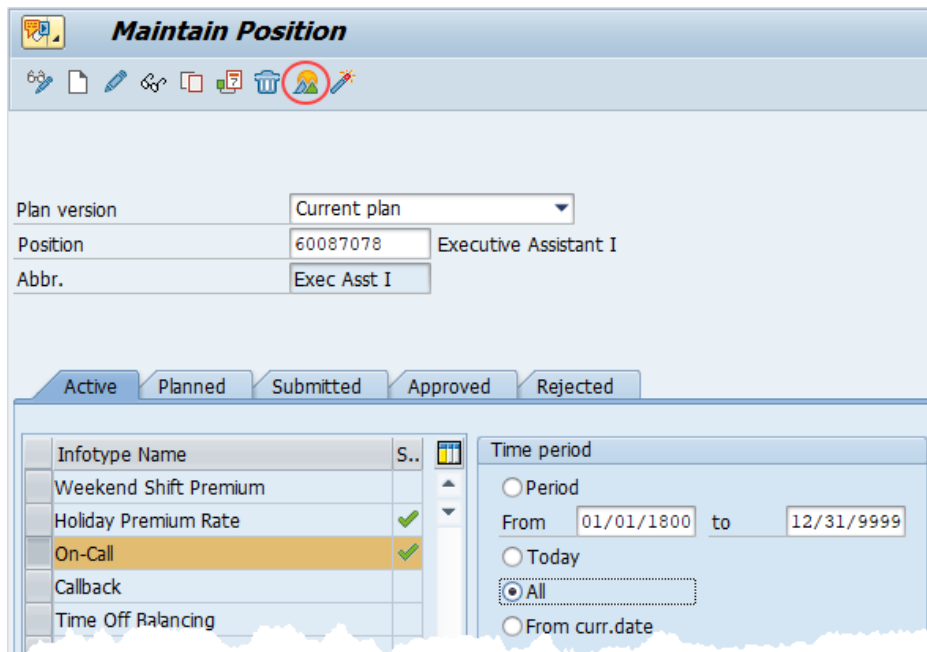 Maintain Position
Plan version Current plan
Position 60087078 Executive Assistant I
Abbr. Exec Asst I
Active Planned Submitted Approved Rejected
Infotype Name S..
Weekend Shift Premium
Holiday Premium Rate
On-Call
Callback
Time Off Balancing
Time period
Period
From 01/01/1800 to 12/31/9999
Today
All
From curr.date